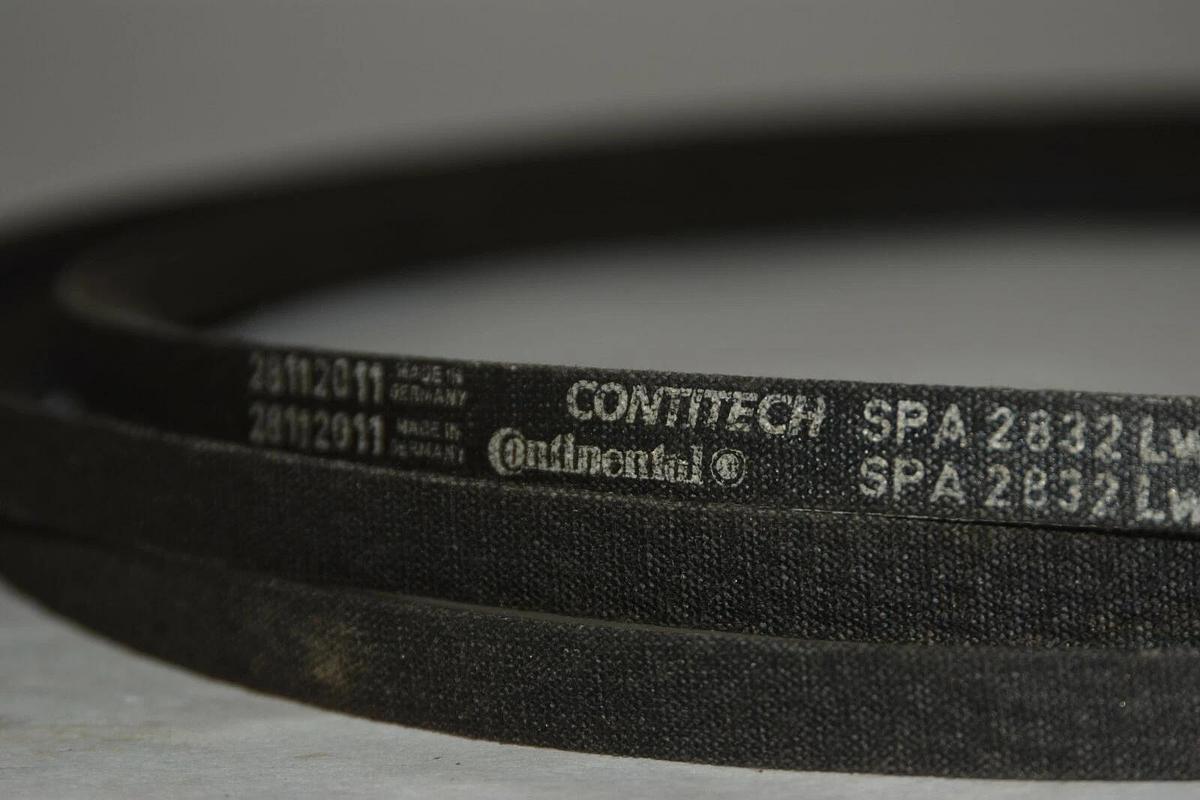 28112011 MADE IN GERMANY CONTITECH SPA 2832 Lw
28112011 MADE IN GERMANY Continental ® SPA 2832 Lw